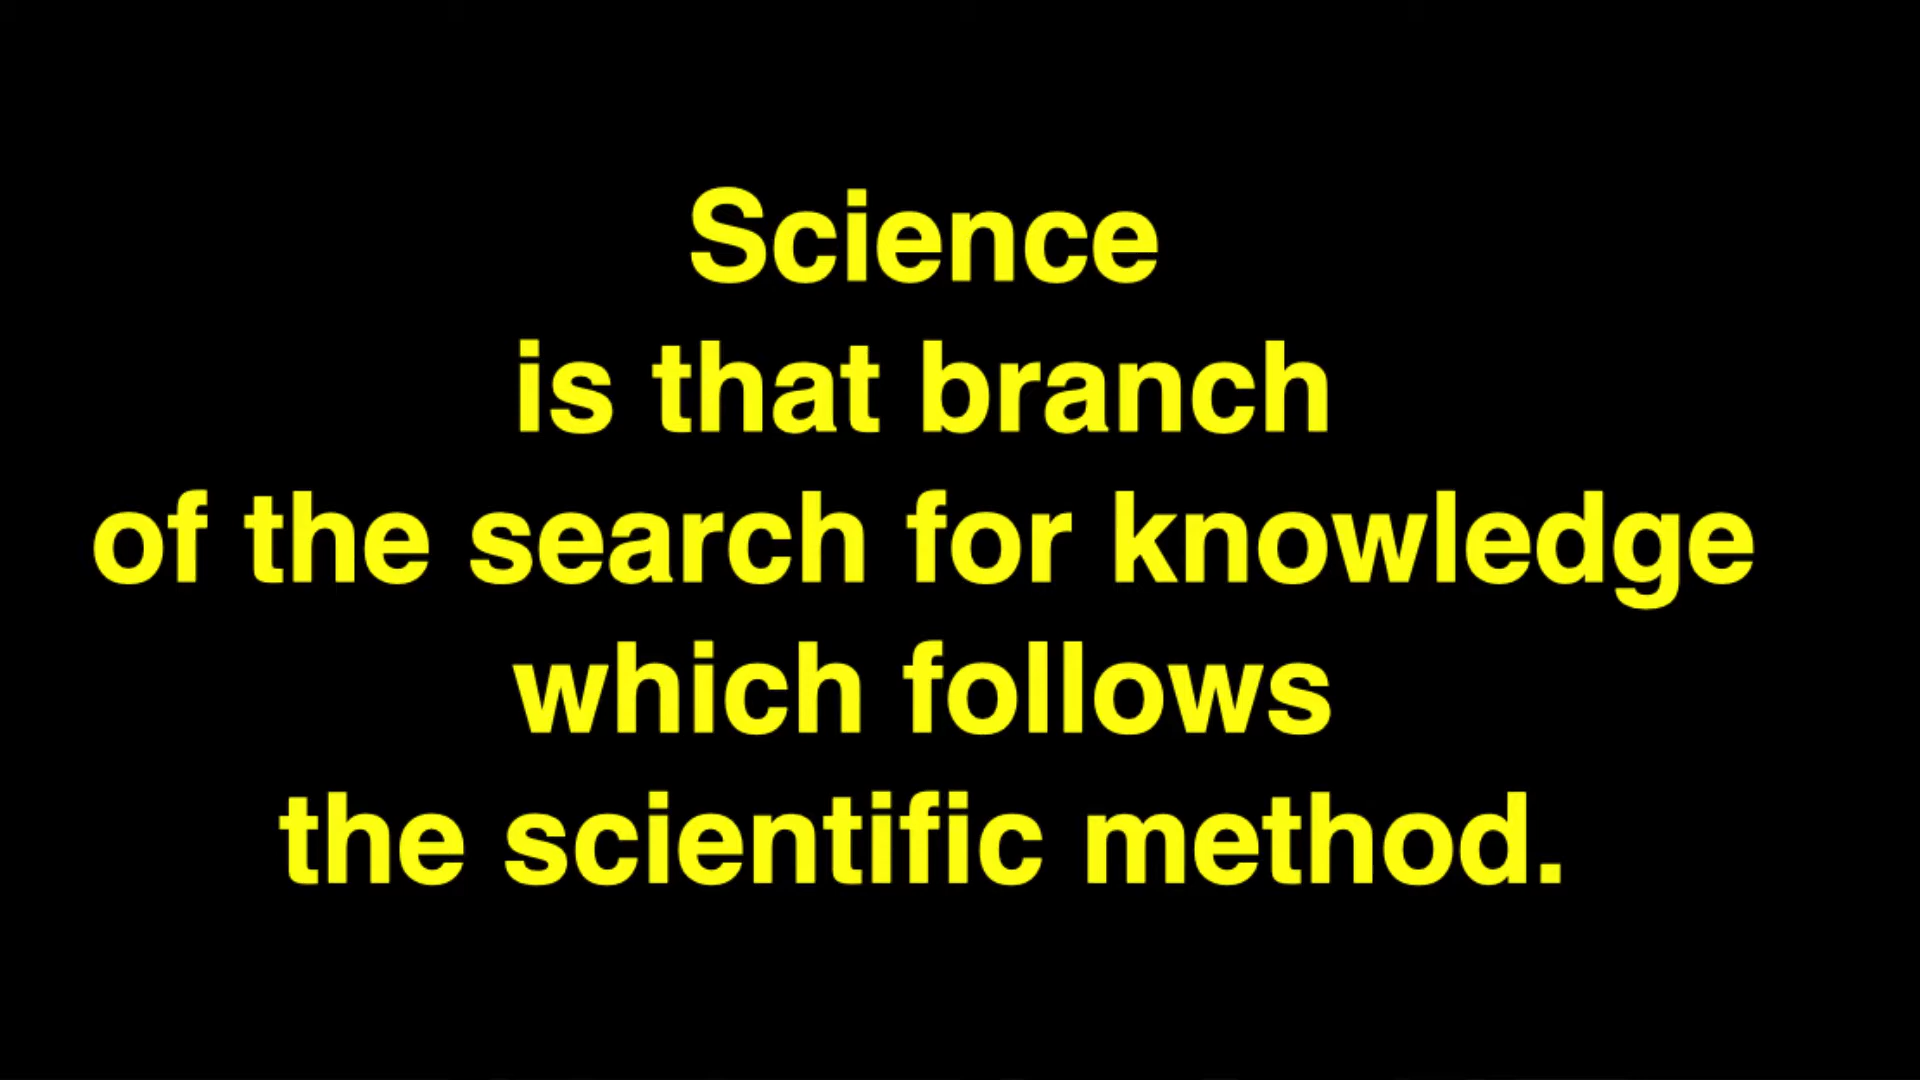 Science
is that branch
of the search for knowledge
which follows
the scientific method.